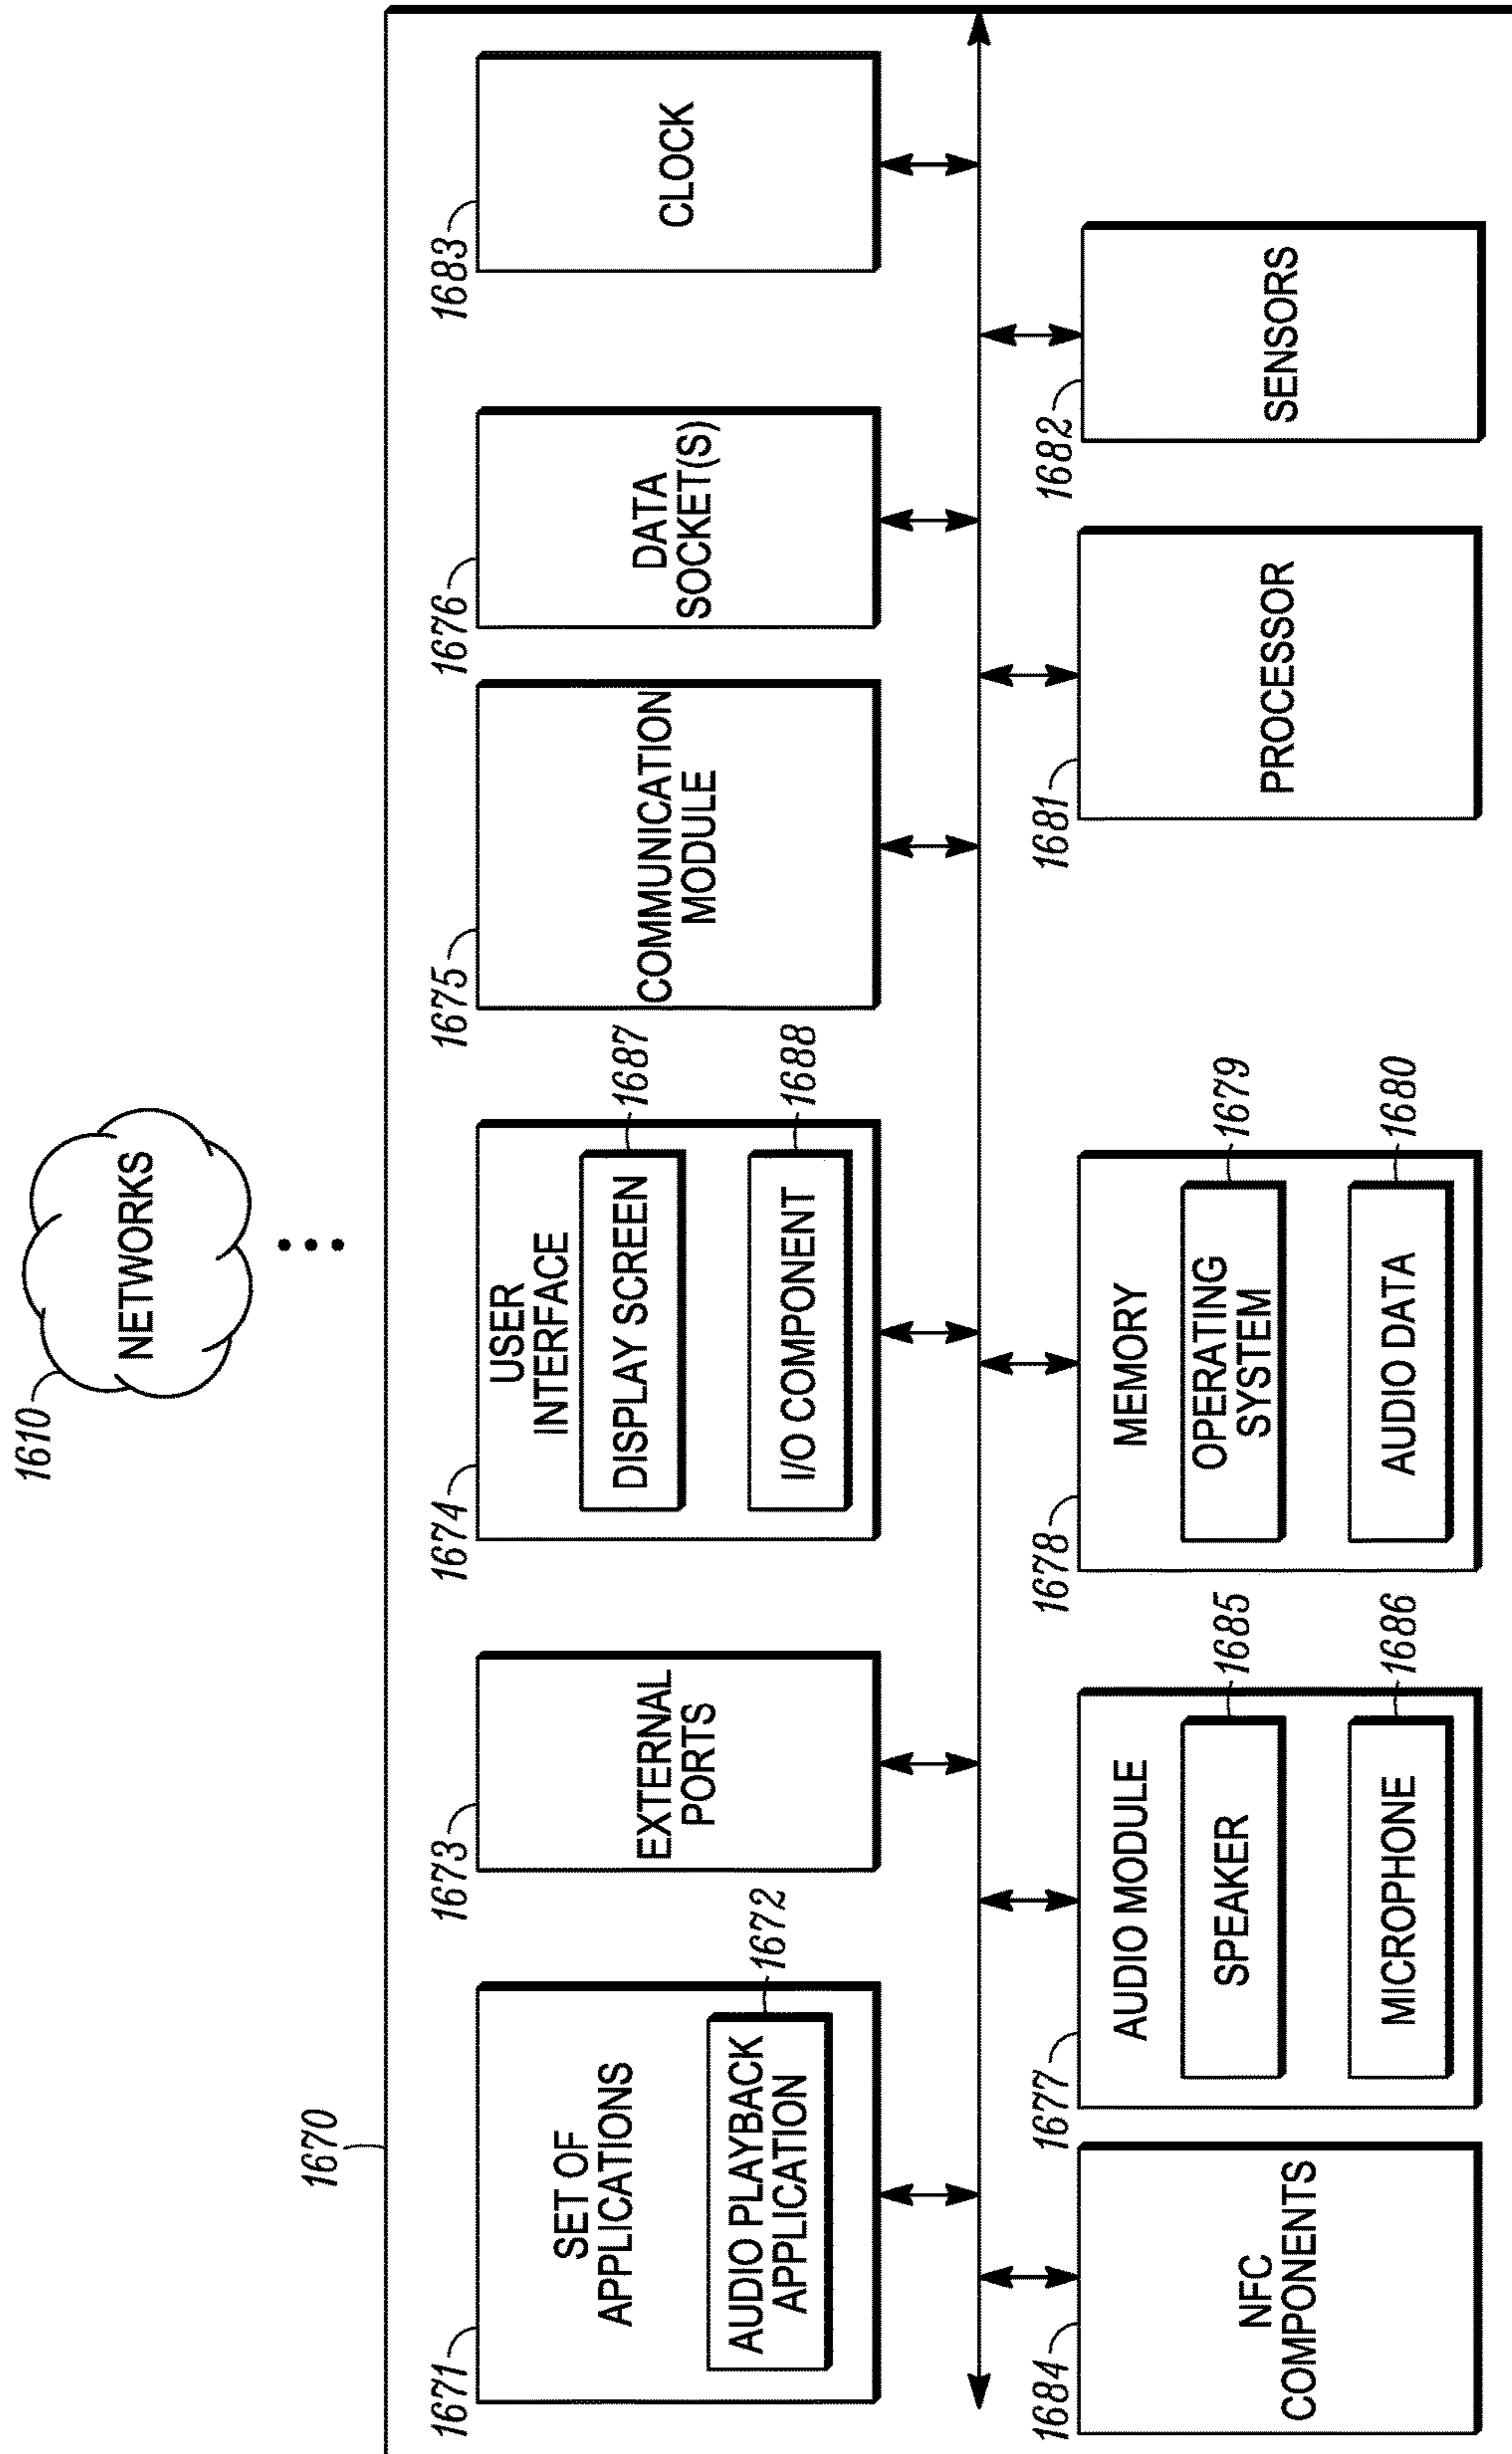 1610
NETWORKS
1670
1671
SET OF
APPLICATIONS
1672
AUDIO PLAYBACK
APPLICATION
1673
EXTERNAL
PORTS
1674
USER
INTERFACE
1687
DISPLAY SCREEN
1688
I/O COMPONENT
1675
COMMUNICATION
MODULE
1676
DATA
SOCKET(S)
1683
CLOCK
1684
NFC
COMPONENTS
1677
AUDIO MODULE
1685
SPEAKER
1686
MICROPHONE
1678
MEMORY
1679
OPERATING
SYSTEM
1680
AUDIO DATA
1681
PROCESSOR
1682
SENSORS